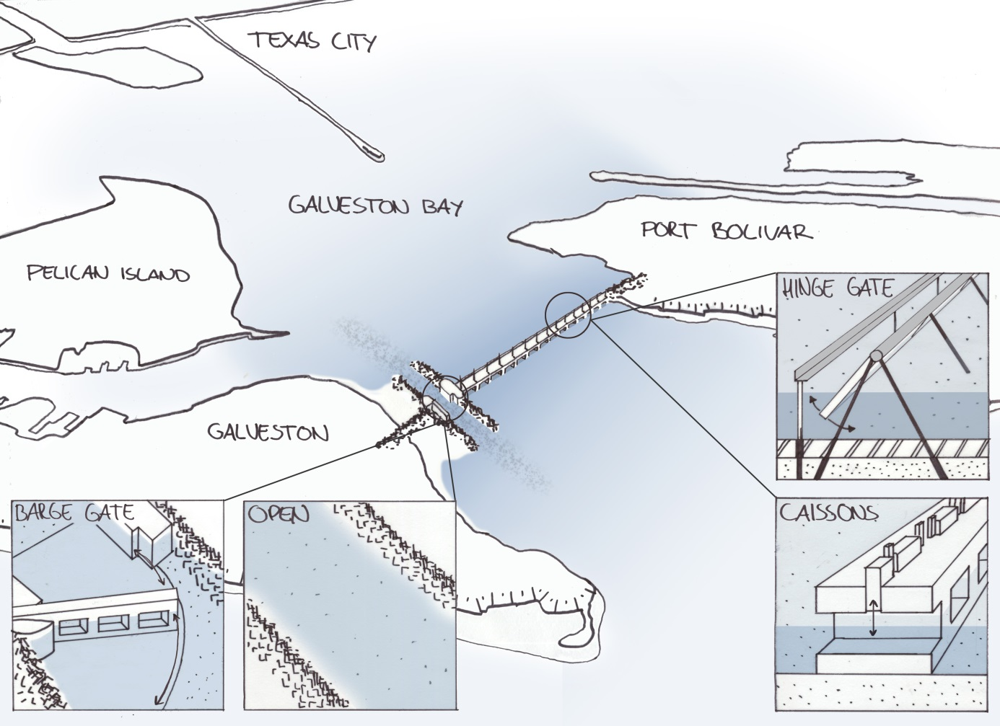 TEXAS CITY
GALVESTON BAY
PORT BOLIVAR
PELICAN ISLAND
HINGE GATE
GALVESTON
BARGE GATE
OPEN
CAISSONS